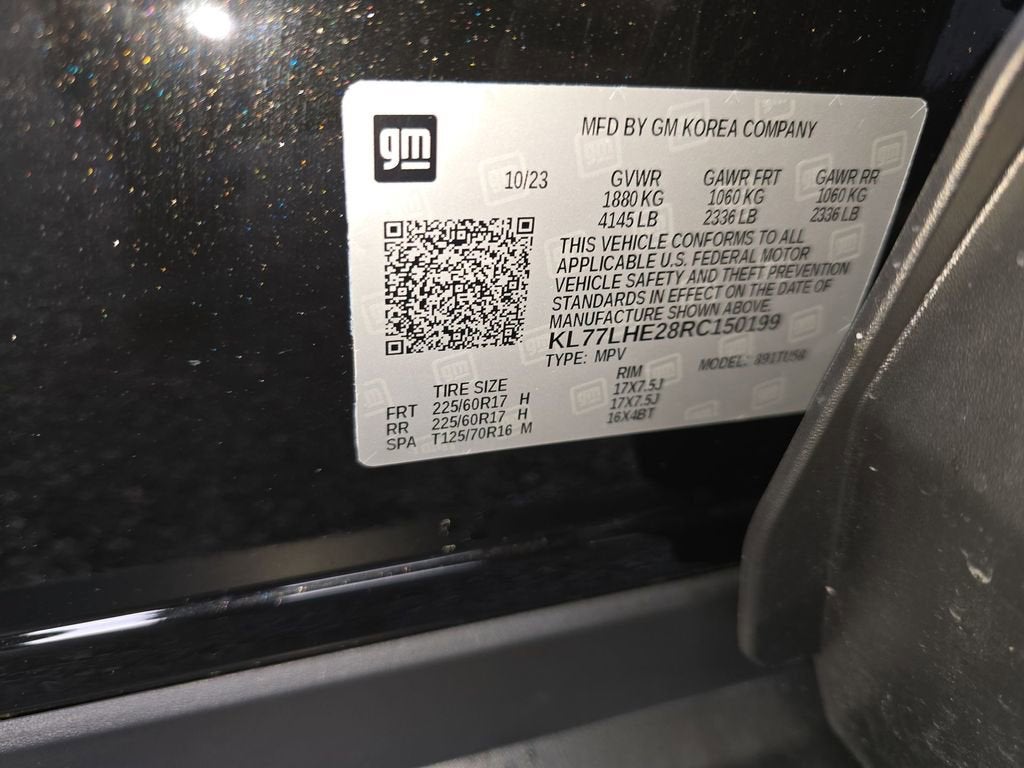 gm
MFD BY GM KOREA COMPANY
10/23 GVWR GAWR FRT GAWR RR
1880 KG 1060 KG 1060 KG
4145 LB 2336 LB 2336 LB
THIS VEHICLE CONFORMS TO ALL
APPLICABLE U.S. FEDERAL MOTOR
VEHICLE SAFETY AND THEFT PREVENTION
STANDARDS IN EFFECT ON THE DATE OF
MANUFACTURE SHOWN ABOVE.
KL77LHE28RC150199
TYPE: MPV MODEL:
TIRE SIZE RIM
FRT 225/60R17 H 17X7.5J
RR 225/60R17 H 17X7.5J
SPA T125/70R16 M 16X4BT